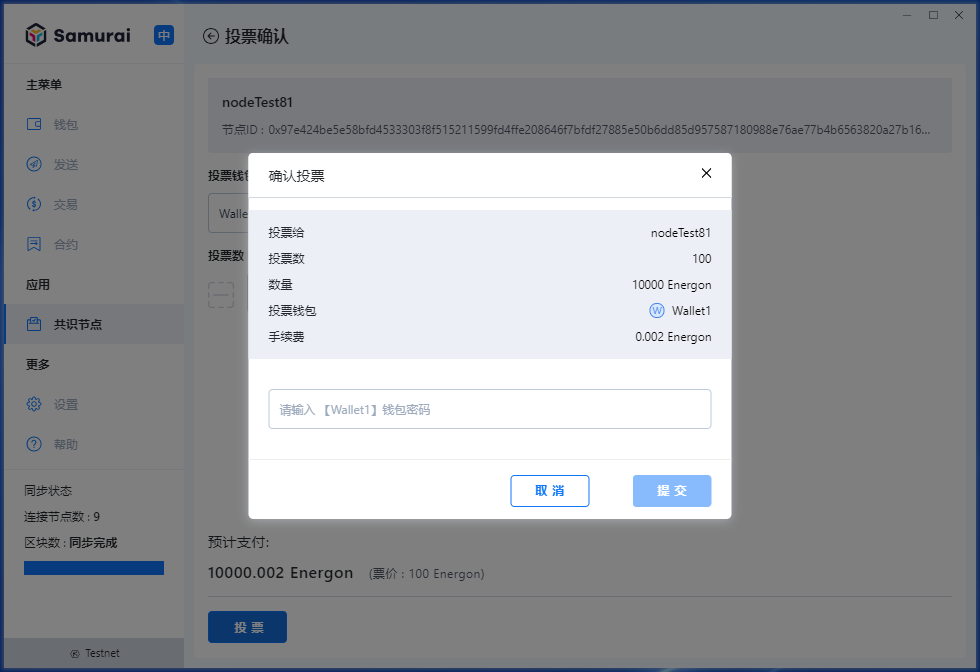 Samurai
中
主菜单
钱包
发送
交易
合约
应用
共识节点
更多
设置
帮助
同步状态
连接节点数 : 9
区块数 : 同步完成
Testnet
投票确认
nodeTest81
节点ID : 0x97e424be5e58bfd4533303f8f515211599fd4ffe208646f7bfdf27885e50b6dd85d957587180988e76ae77b4b6563820a27b16...
投票钱
Walle
投票数
确认投票
投票给 nodeTest81
投票数 100
数量 10000 Energon
投票钱包 W Wallet1
手续费 0.002 Energon
请输入 【Wallet1】钱包密码
取 消
提 交
预计支付:
10000.002 Energon (票价 : 100 Energon)
投 票